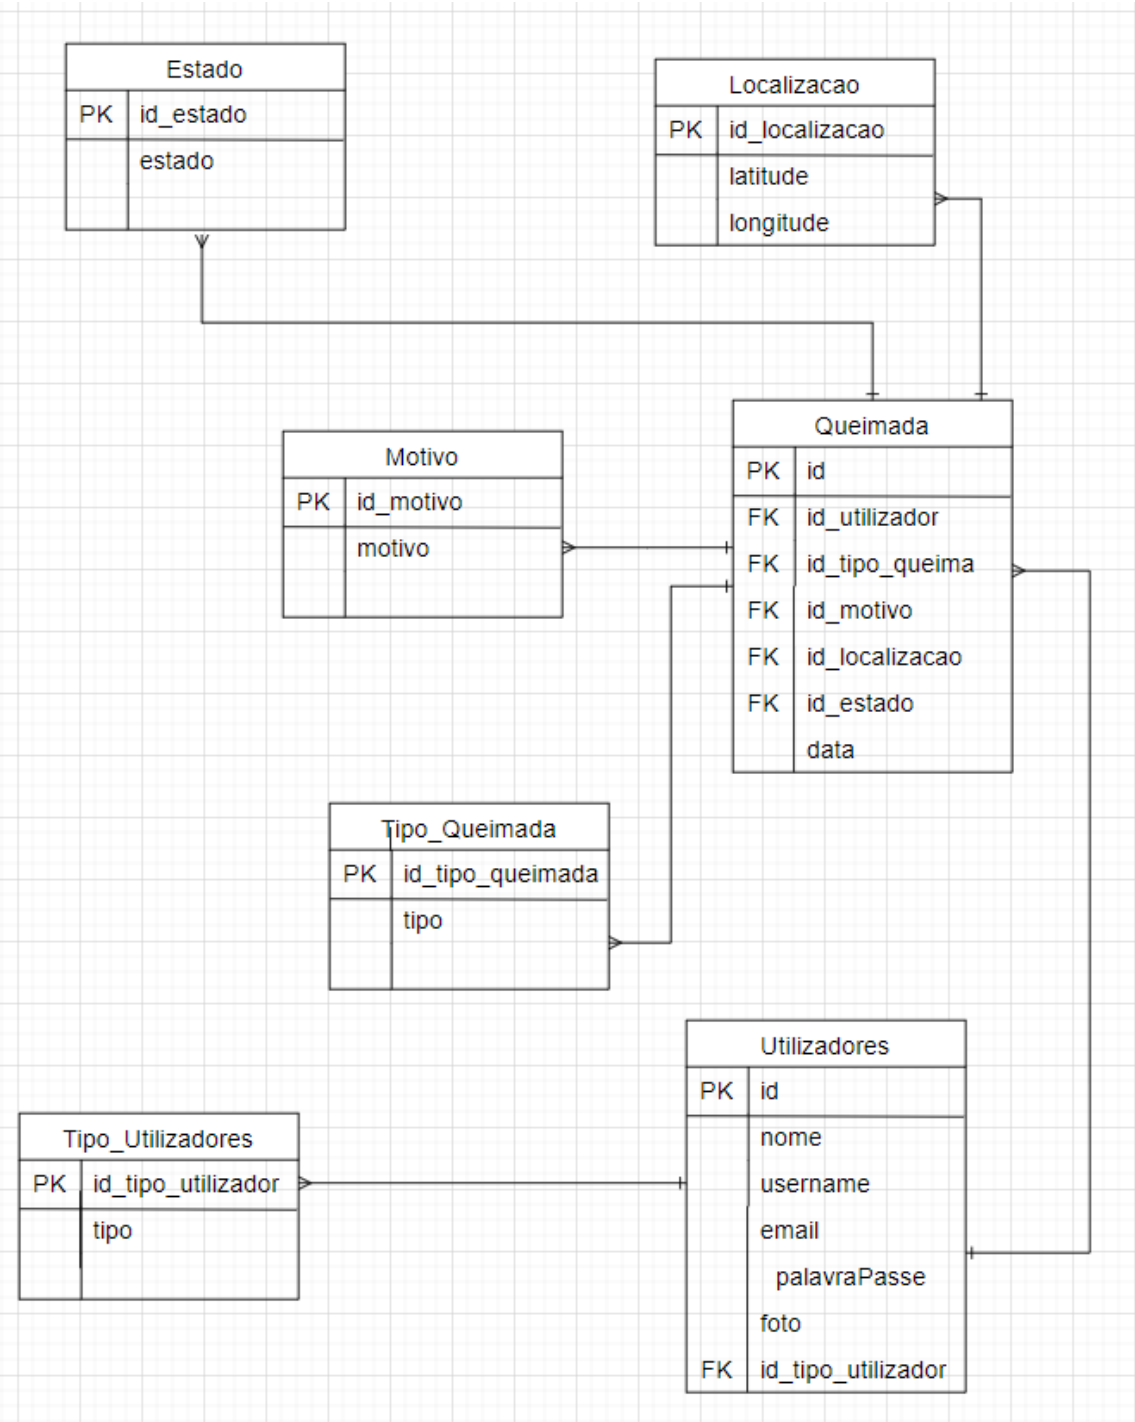 Estado
PK id_estado
estado
Localizacao
PK id_localizacao
latitude
longitude
Motivo
PK id_motivo
motivo
Queimada
PK id
FK id_utilizador
FK id_tipo_queima
FK id_motivo
FK id_localizacao
FK id_estado
data
Tipo_Queimada
PK id_tipo_queimada
tipo
Tipo_Utilizadores
PK id_tipo_utilizador
tipo
Utilizadores
PK id
nome
username
email
palavraPasse
foto
FK id_tipo_utilizador